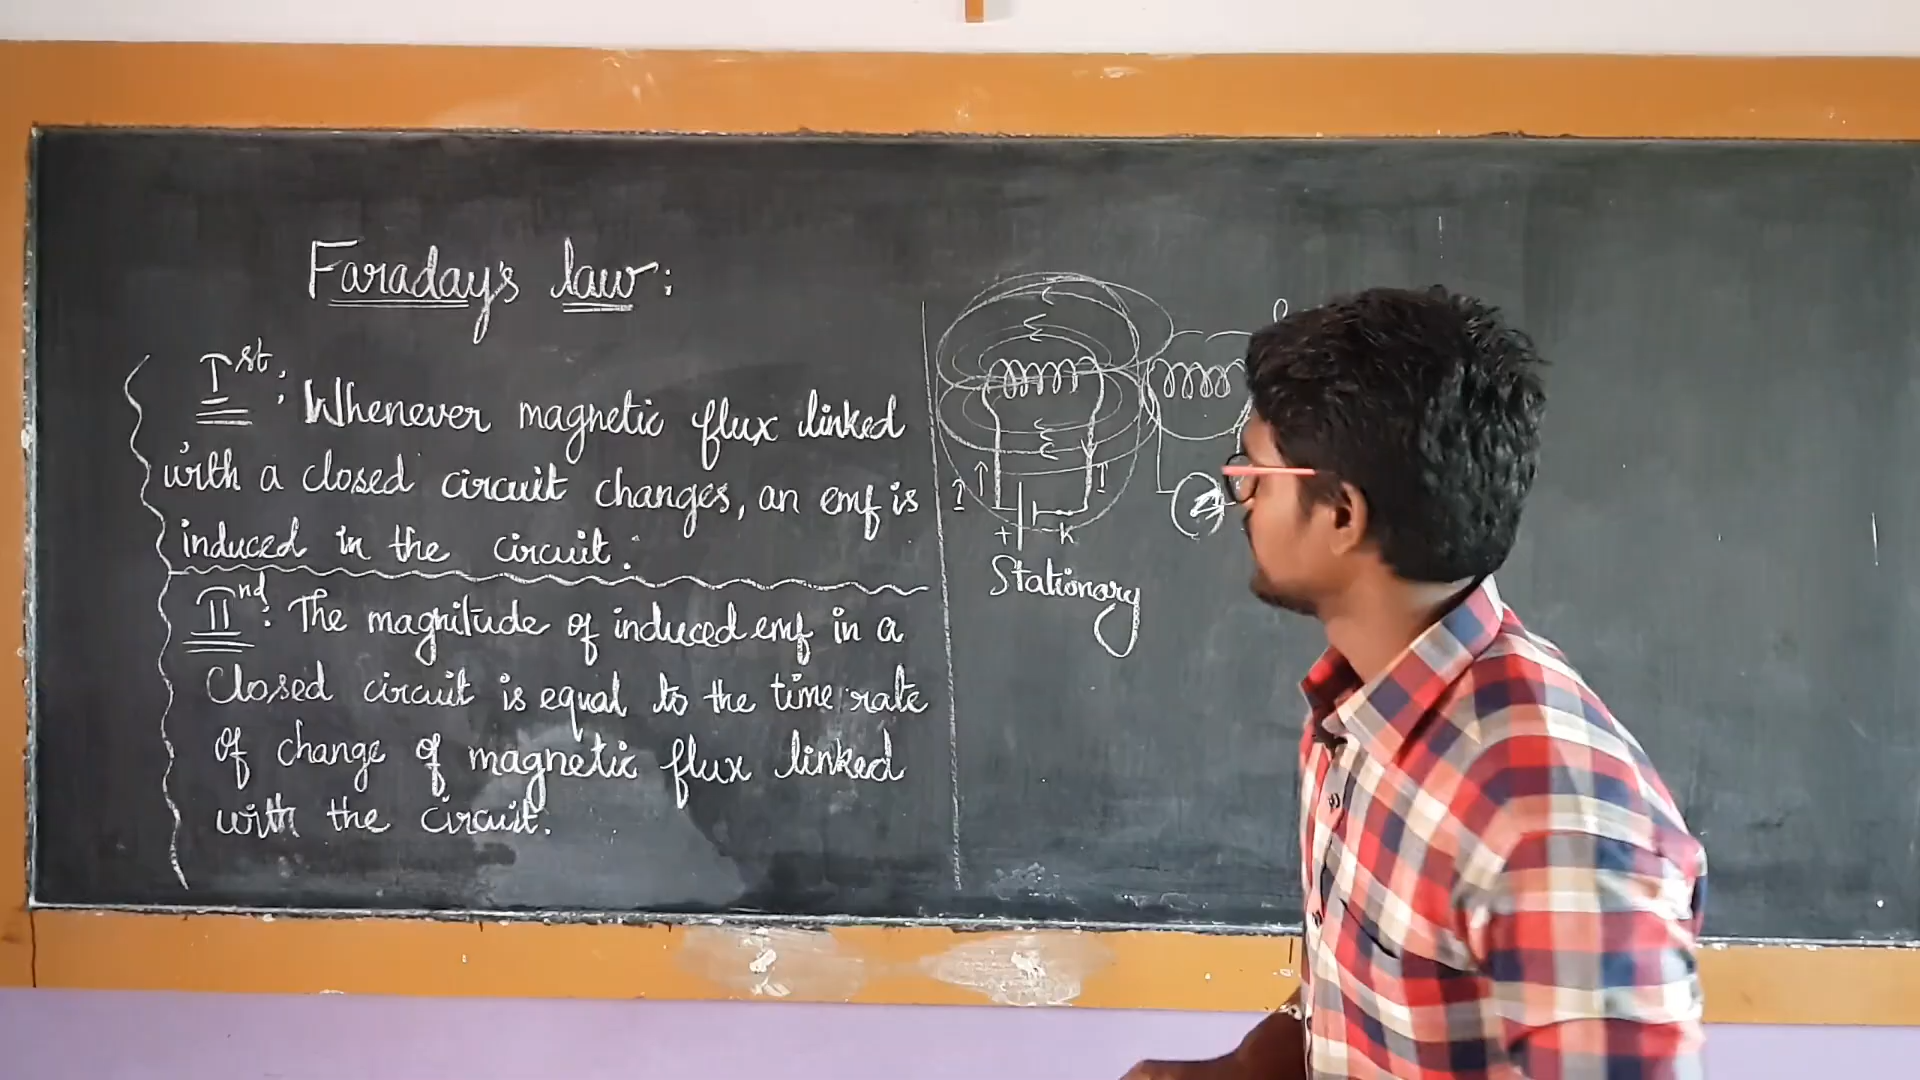 Faraday's law:
Ist: Whenever magnetic flux linked
with a closed circuit changes, an emf is
induced in the circuit.
IInd: The magnitude of induced emf in a
Closed circuit is equal to the time rate
of change of magnetic flux linked
with the circuit.
I
I
+ - K
Stationary